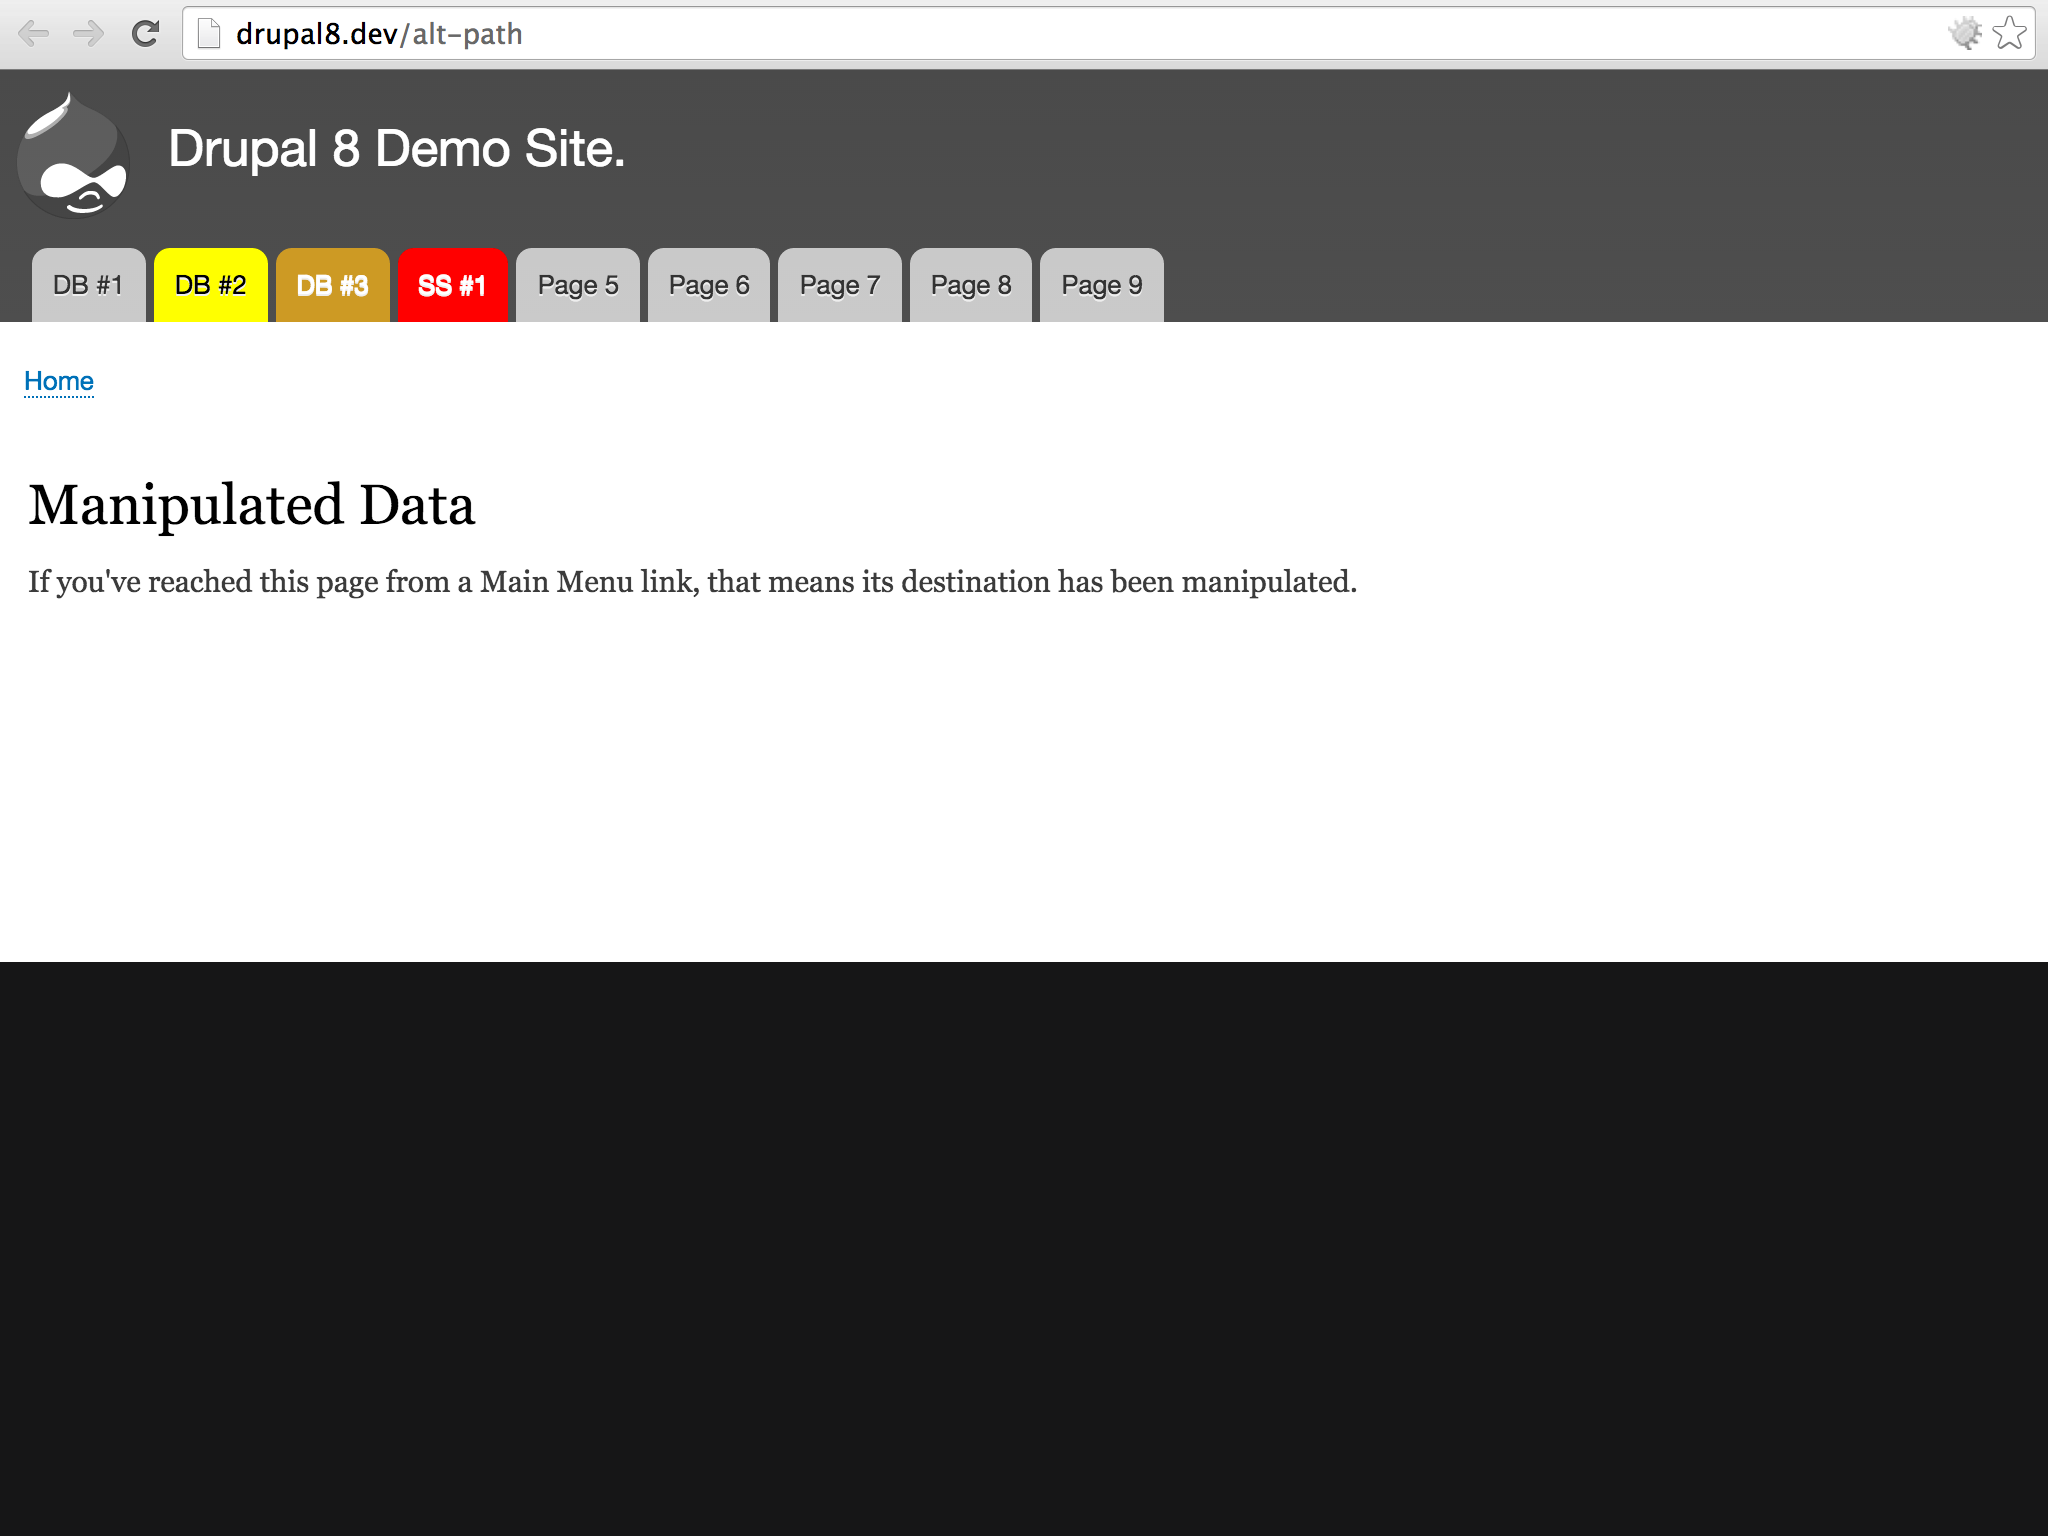 drupal8.dev/alt-path
Drupal 8 Demo Site.
DB #1 DB #2 DB #3 SS #1 Page 5 Page 6 Page 7 Page 8 Page 9
Home
Manipulated Data
If you've reached this page from a Main Menu link, that means its destination has been manipulated.